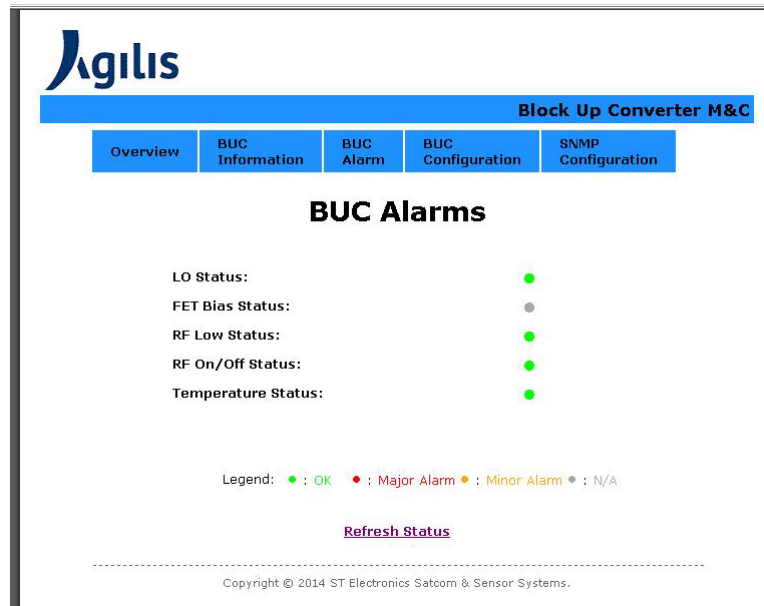 Agilis
Block Up Converter M&C
Overview
BUC Information
BUC Alarm
BUC Configuration
SNMP Configuration
BUC Alarms
LO Status:
FET Bias Status:
RF Low Status:
RF On/Off Status:
Temperature Status:
Legend: ● : OK ● : Major Alarm ● : Minor Alarm ● : N/A
Refresh Status
Copyright © 2014 ST Electronics Satcom & Sensor Systems.